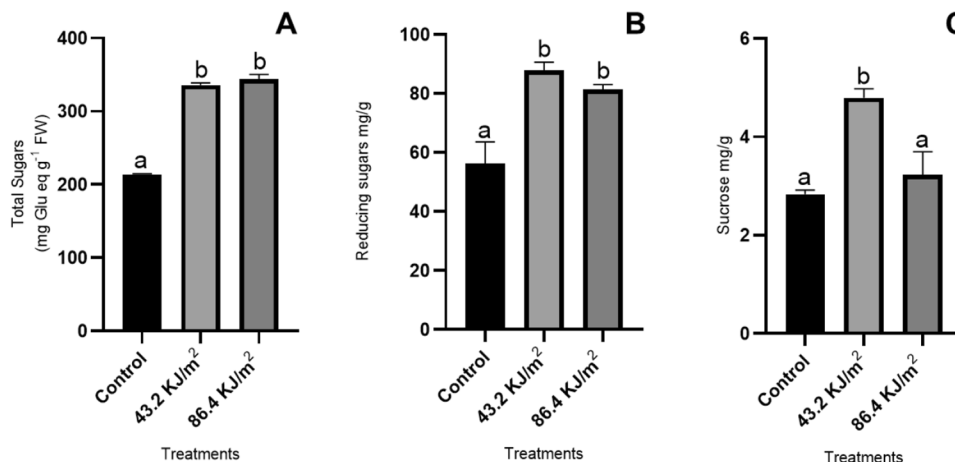 A
Total Sugars
(mg Glu eq g⁻¹ FW)
400
300
200
100
0
a
b
b
Control
43.2 KJ/m²
86.4 KJ/m²
Treatments
B
Reducing sugars mg/g
100
80
60
40
20
0
a
b
b
Control
43.2 KJ/m²
86.4 KJ/m²
Treatments
C
Sucrose mg/g
6
4
2
0
a
b
a
Control
43.2 KJ/m²
86.4 KJ/m²
Treatments